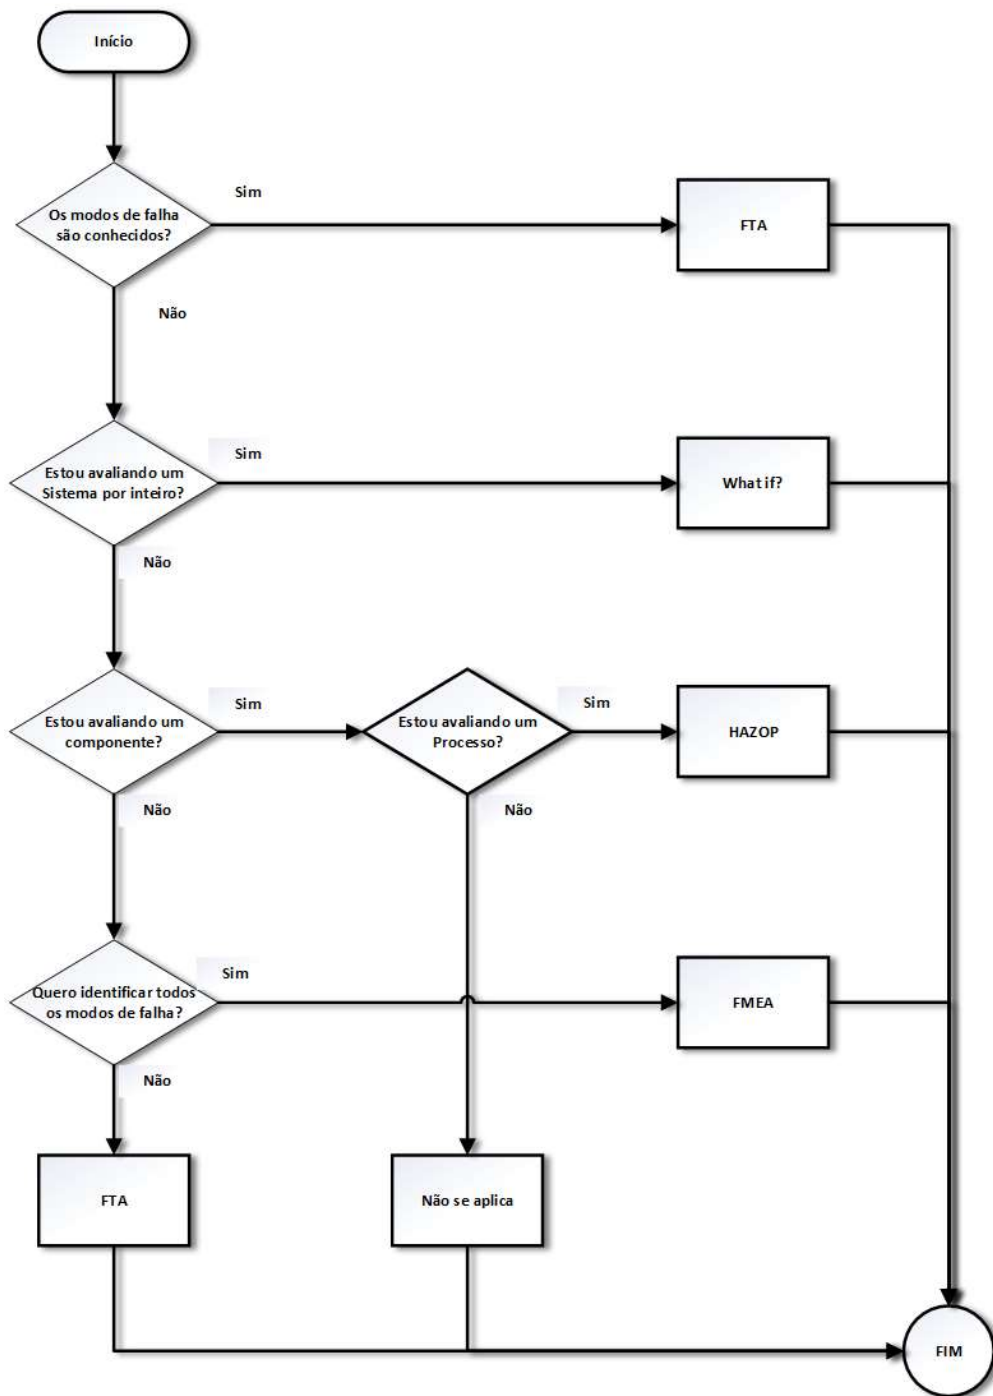 Início
Sim
Os modos de falha
são conhecidos?
FTA
Não
Sim
Estou avaliando um
Sistema por inteiro?
What if?
Não
Sim
Estou avaliando um
componente?
Estou avaliando um
Processo?
Sim
HAZOP
Não
Não
Sim
Quero identificar todos
os modos de falha?
FMEA
Não
FTA
Não se aplica
FIM